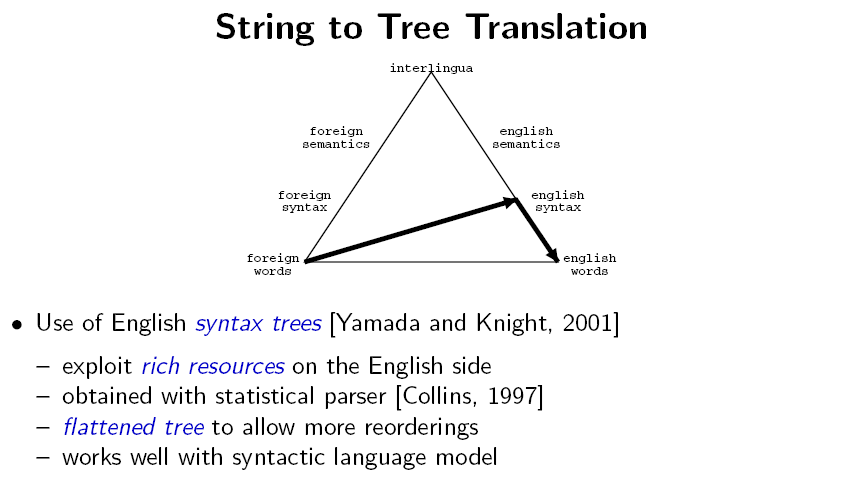 String to Tree Translation
interlingua
foreign
semantics
english
semantics
foreign
syntax
english
syntax
foreign
words
english
words
• Use of English syntax trees [Yamada and Knight, 2001]
– exploit rich resources on the English side
– obtained with statistical parser [Collins, 1997]
– flattened tree to allow more reorderings
– works well with syntactic language model